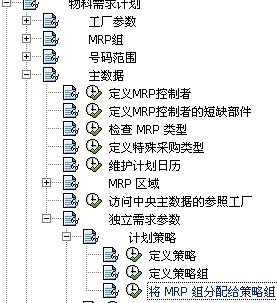 物料需求计划
工厂参数
MRP组
号码范围
主数据
定义MRP控制者
定义MRP控制者的短缺部件
检查 MRP 类型
定义特殊采购类型
维护计划日历
MRP 区域
访问中央主数据的参照工厂
独立需求参数
计划策略
定义策略
定义策略组
将 MRP 组分配给策略组